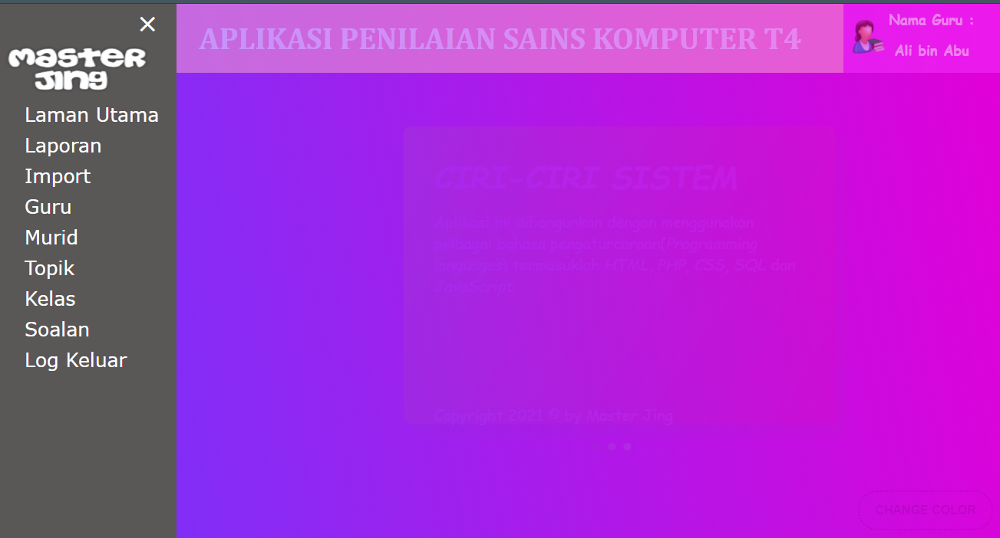 ×
master
Jing
Laman Utama
Laporan
Import
Guru
Murid
Topik
Kelas
Soalan
Log Keluar
APLIKASI PENILAIAN SAINS KOMPUTER T4
Nama Guru :
Ali bin Abu
CIRI-CIRI SISTEM
Aplikasi ini dibangunkan dengan menggunakan
pelbagai bahasa pengaturcaraan(Programming
languages) termasuklah HTML, PHP, CSS, SQL dan
JavaScript.
Copyright 2021 © by Master Jing
CHANGE COLOR